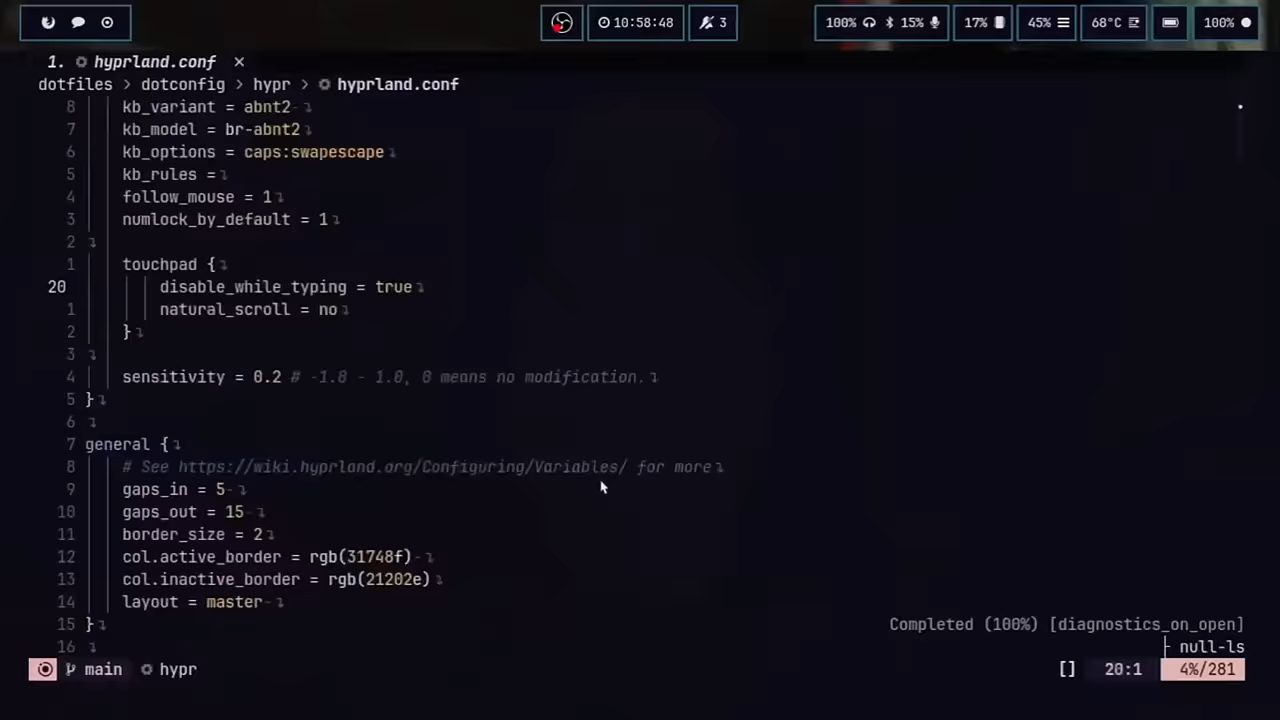 10:58:48 3 100% 15% 17% 45% 68°C 100%
1. hyprland.conf ×
dotfiles > dotconfig > hypr > hyprland.conf
8 kb_variant = abnt2-
7 kb_model = br-abnt2
6 kb_options = caps:swapescape
5 kb_rules =
4 follow_mouse = 1
3 numlock_by_default = 1
2
1 touchpad {
20 disable_while_typing = true
1 natural_scroll = no
2 }
3
4 sensitivity = 0.2 # -1.0 - 1.0, 0 means no modification.
5 }
6
7 general {
8 # See https://wiki.hyprland.org/Configuring/Variables/ for more
9 gaps_in = 5-
10 gaps_out = 15-
11 border_size = 2
12 col.active_border = rgb(31748f)-
13 col.inactive_border = rgb(21202e)
14 layout = master-
15 }
16
Completed (100%) [diagnostics_on_open]
null-ls
main hypr [] 20:1 4%/281